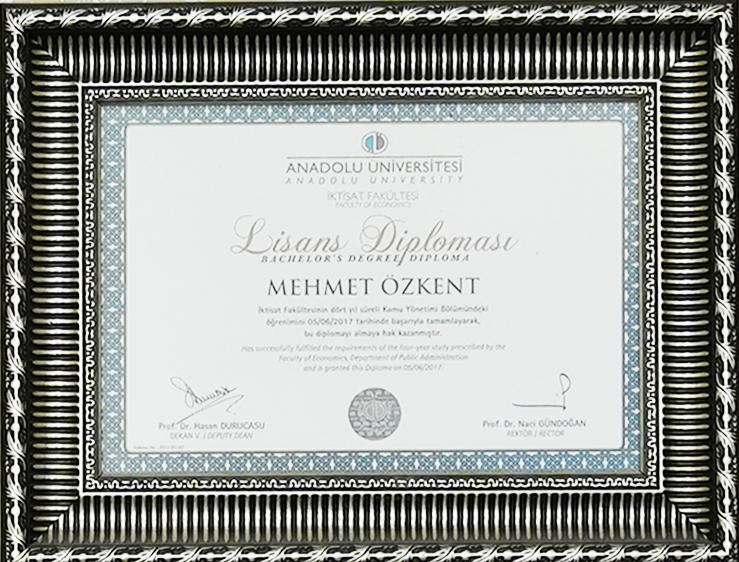 ANADOLU ÜNİVERSİTESİ
ANADOLU UNIVERSITY
İKTİSAT FAKÜLTESİ
FACULTY OF ECONOMICS
Lisans Diploması
BACHELOR'S DEGREE DIPLOMA
MEHMET ÖZKENT
İktisat Fakültesinin dört yıl süreli Kamu Yönetimi Bölümündeki
öğrenimini 05/06/2017 tarihinde başarıyla tamamlayarak,
bu diplomayı almaya hak kazanmıştır.
Has successfully fulfilled the requirements of the four-year study prescribed by the
Faculty of Economics, Department of Public Administration
and is granted this Diploma on 05/06/2017.
Prof. Dr. Hasan DURUCASU
DEKAN V. / DEPUTY DEAN
Prof. Dr. Naci GÜNDOĞAN
REKTÖR / RECTOR